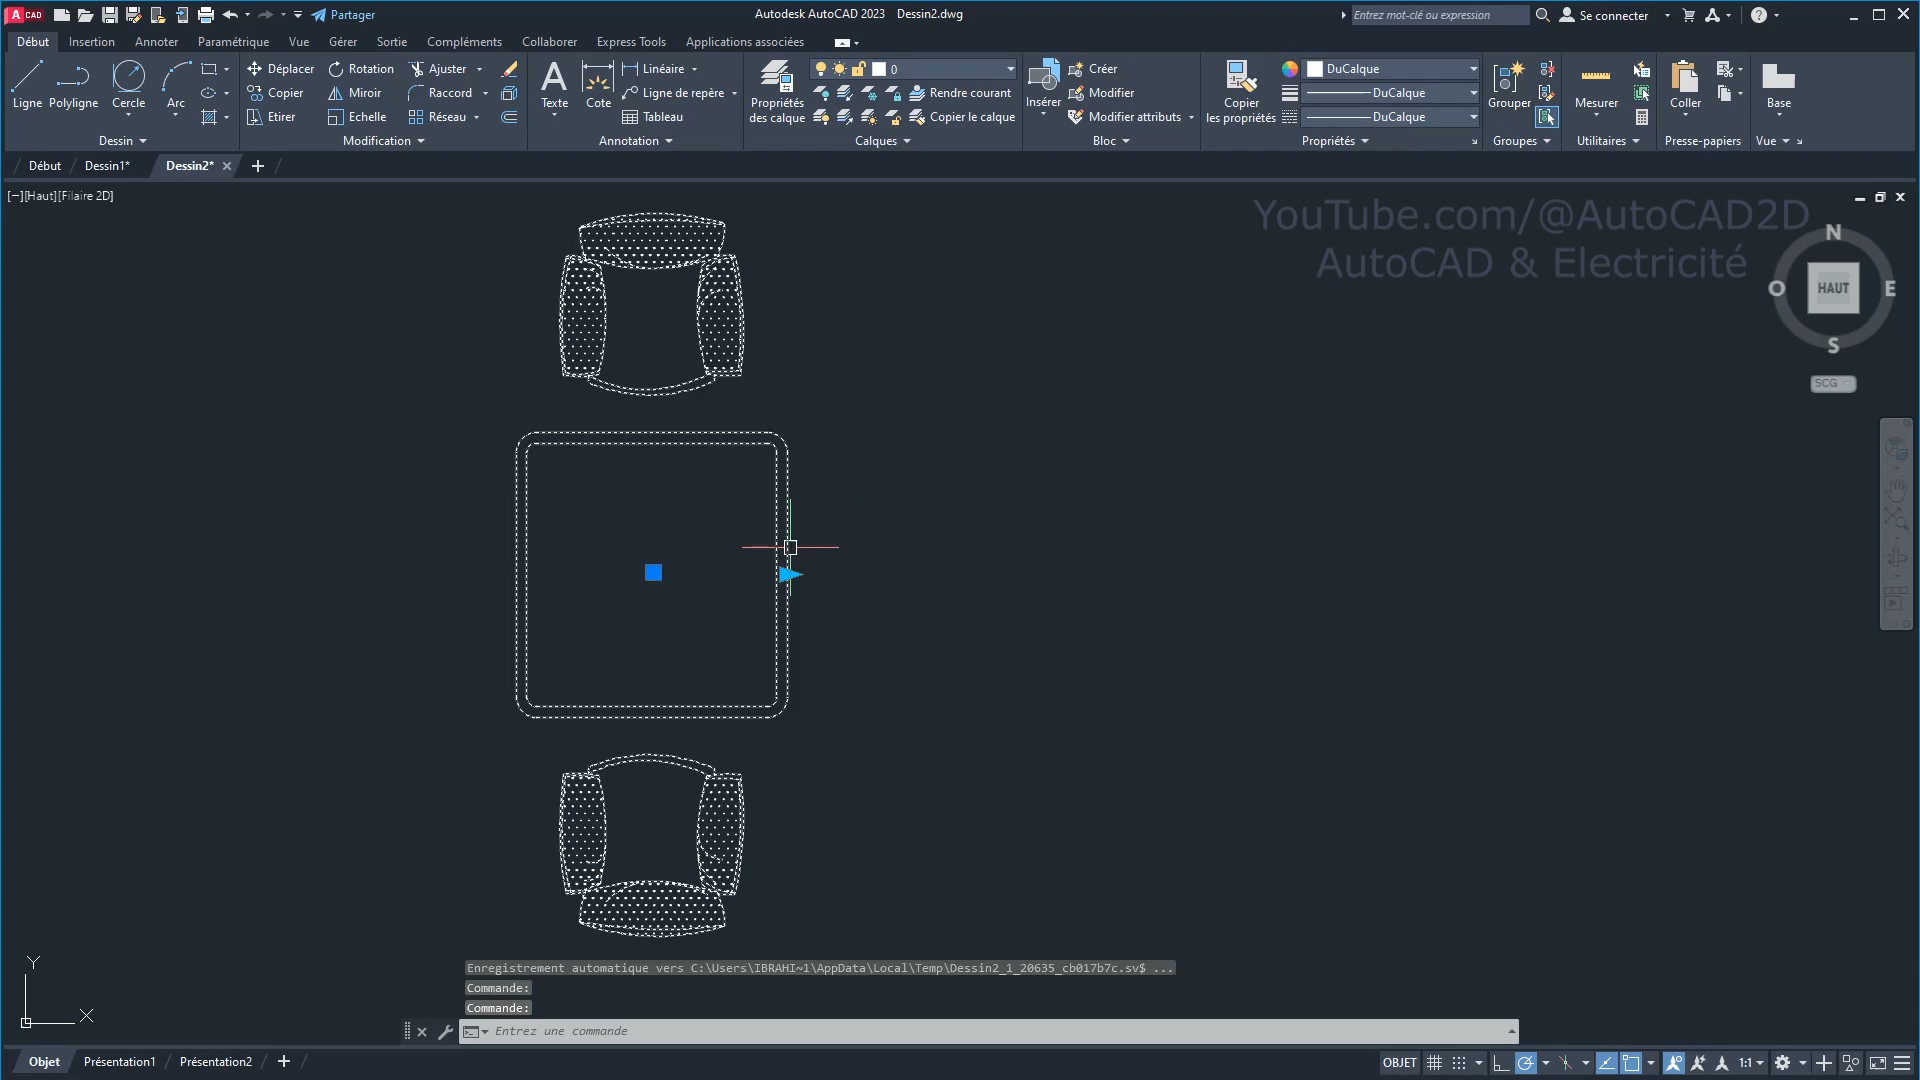 A CAD
Partager
Autodesk AutoCAD 2023 Dessin2.dwg
Entrez mot-clé ou expression
Se connecter
Début Insertion Annoter Paramétrique Vue Gérer Sortie Compléments Collaborer Express Tools Applications associées
Ligne Polyligne Cercle Arc
Dessin
Déplacer Rotation Ajuster
Copier Miroir Raccord
Etirer Echelle Réseau
Modification
Texte Cote
Linéaire
Ligne de repère
Tableau
Annotation
Propriétés
des calque
0
Rendre courant
Copier le calque
Calques
Insérer
Créer
Modifier
Modifier attributs
Bloc
Copier
les propriétés
DuCalque
DuCalque
DuCalque
Propriétés
Grouper
Groupes
Mesurer
Utilitaires
Coller
Presse-papiers
Base
Vue
Début Dessin1* Dessin2*
[−][Haut][Filaire 2D]
YouTube.com/@AutoCAD2D
AutoCAD & Electricité
N
O HAUT E
S
SCG
Y
X
Enregistrement automatique vers C:\Users\IBRAHI~1\AppData\Local\Temp\Dessin2_1_20635_cb017b7c.sv$ ...
Commande:
Commande:
Entrez une commande
Objet Présentation1 Présentation2
OBJET 1:1